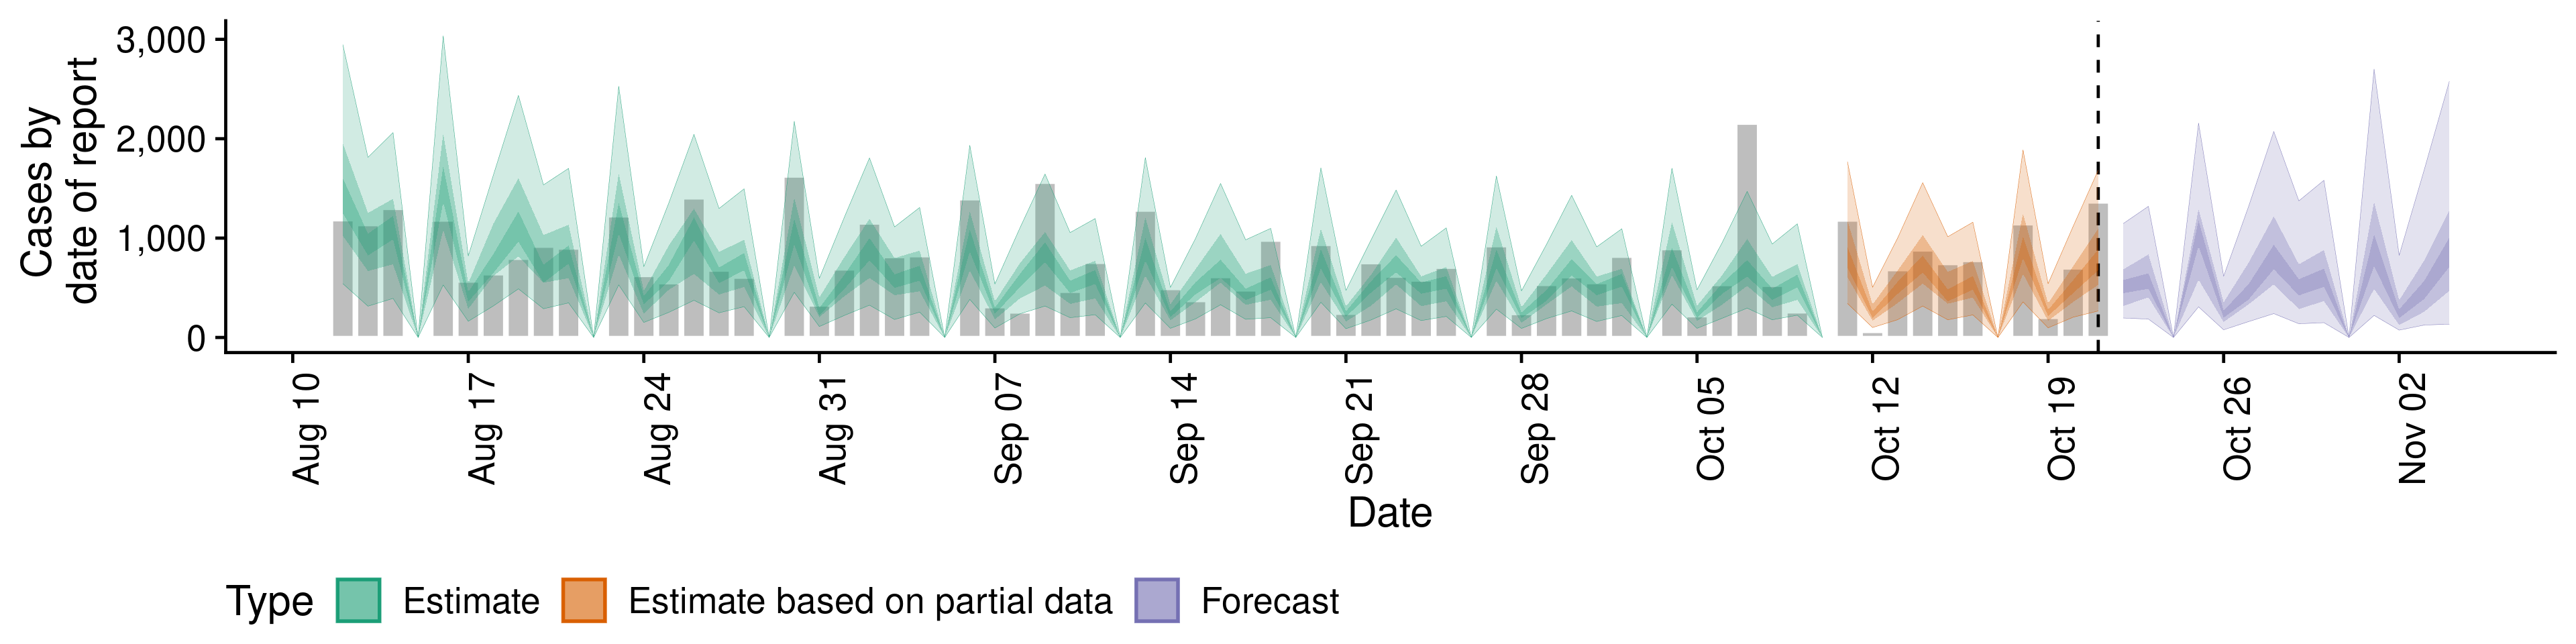 Cases by
date of report
3,000
2,000
1,000
0
Aug 10
Aug 17
Aug 24
Aug 31
Sep 07
Sep 14
Sep 21
Sep 28
Oct 05
Oct 12
Oct 19
Oct 26
Nov 02
Date
Type Estimate Estimate based on partial data Forecast